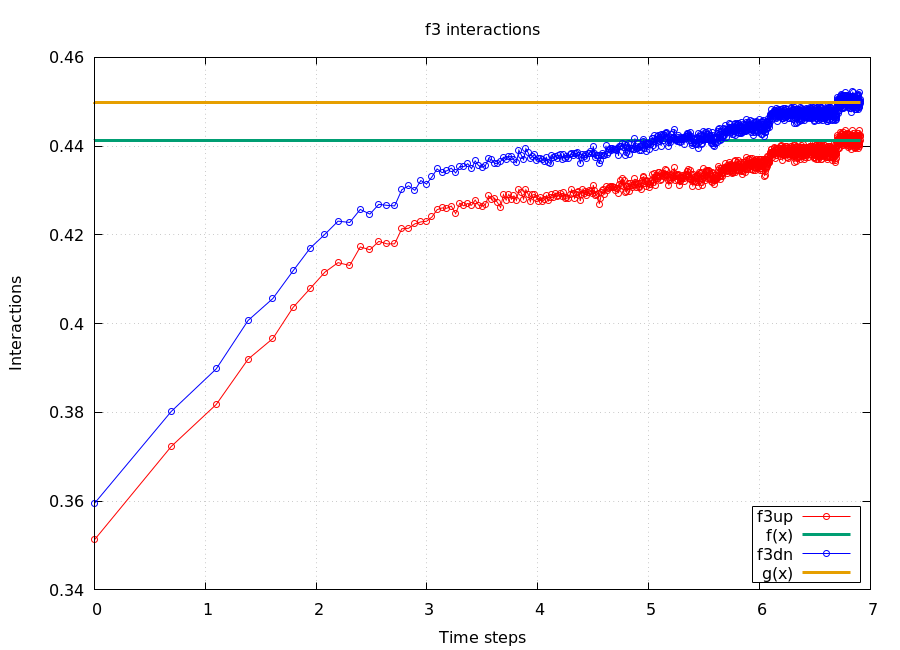 f3 interactions
0.46
0.44
0.42
0.4
0.38
0.36
0.34
Interactions
0 1 2 3 4 5 6 7
Time steps
f3up
f(x)
f3dn
g(x)